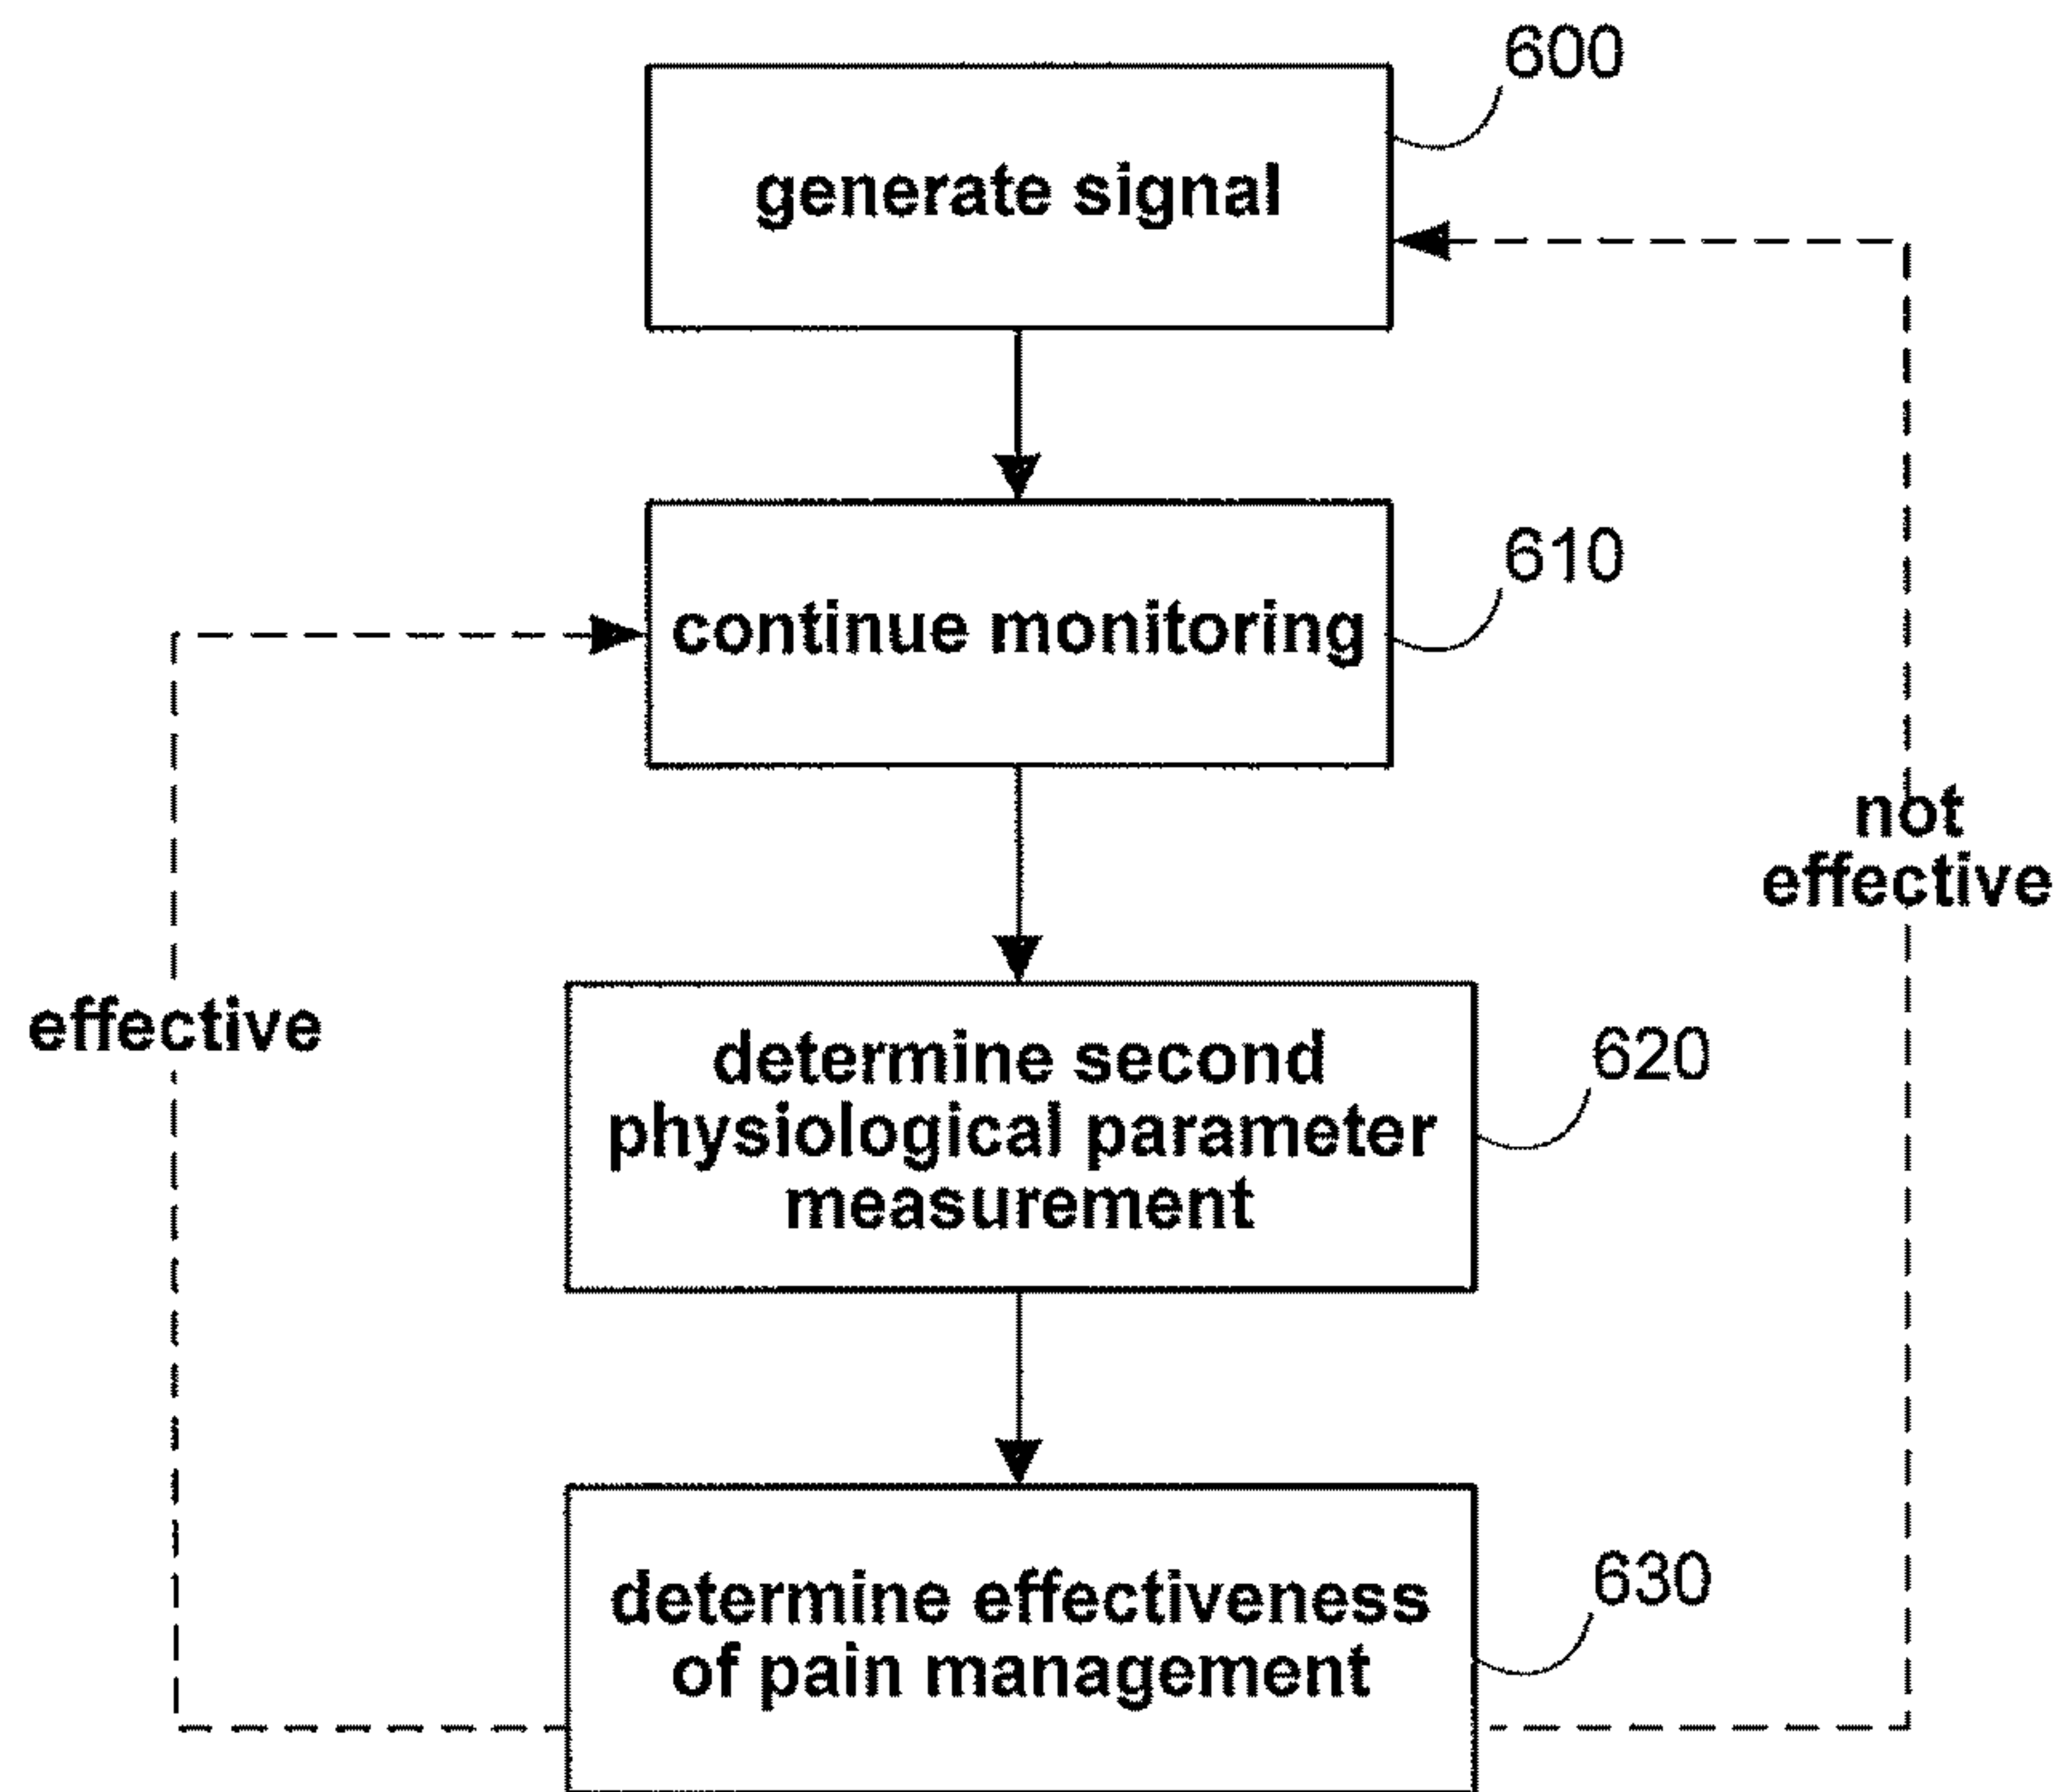 600
generate signal
610
continue monitoring
not
effective
effective
determine second
physiological parameter
measurement
620
determine effectiveness
of pain management
630